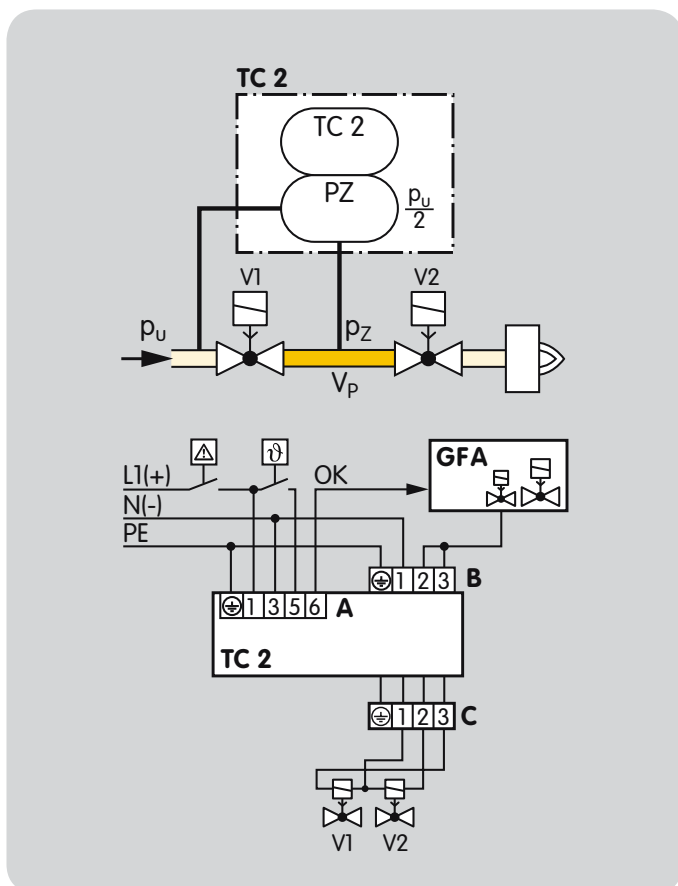 TC 2
TC 2
PZ
pu/2
V1
V2
pu
pZ
VP
L1(+)
ϑ
OK
GFA
N(-)
PE
1 2 3 B
1 3 5 6 A
TC 2
1 2 3 C
V1
V2